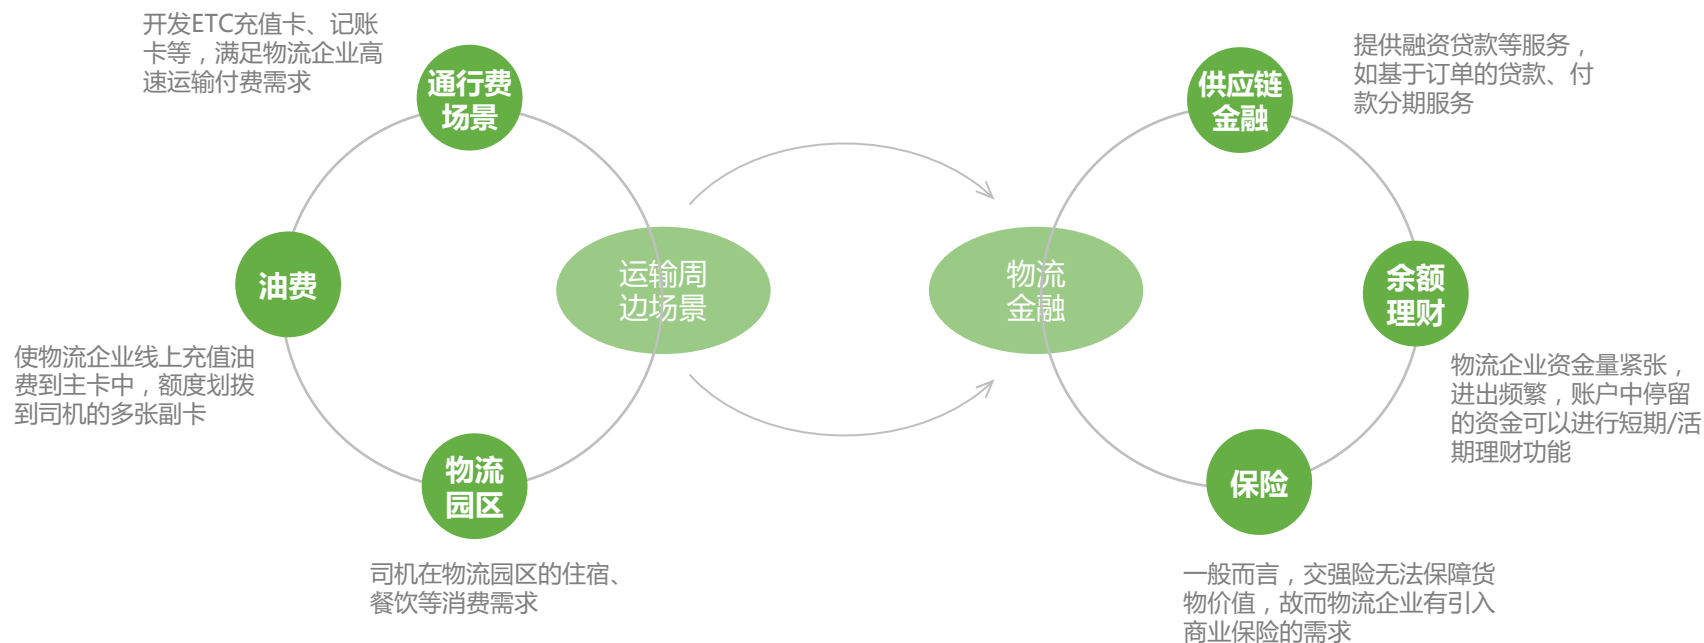 开发ETC充值卡、记账
卡等，满足物流企业高
速运输付费需求
通行费
场景
油费
使物流企业线上充值油
费到主卡中，额度划拨
到司机的多张副卡
物流
园区
司机在物流园区的住宿、
餐饮等消费需求
运输周
边场景
物流
金融
供应链
金融
提供融资贷款等服务，
如基于订单的贷款、付
款分期服务
余额
理财
物流企业资金量紧张，
进出频繁，账户中停留
的资金可以进行短期/活
期理财功能
保险
一般而言，交强险无法保障货
物价值，故而物流企业有引入
商业保险的需求